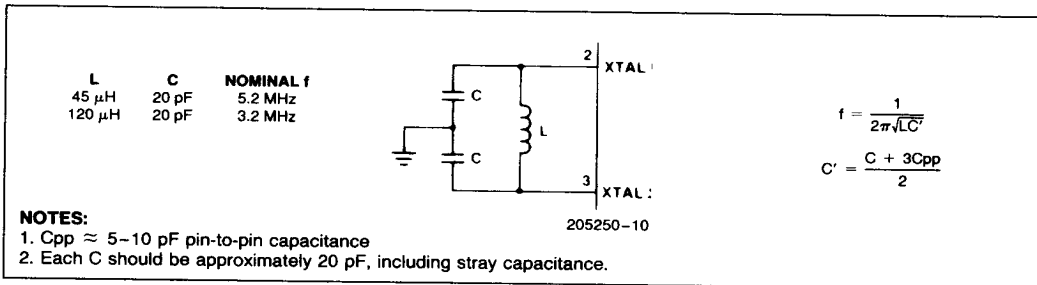 L C NOMINAL f
45 μH 20 pF 5.2 MHz
120 μH 20 pF 3.2 MHz
2
XTAL
C
L
C
3
XTAL
205250–10
f = 1 / 2π√LC′
C′ = C + 3Cpp / 2
NOTES:
1. Cpp ≈ 5–10 pF pin-to-pin capacitance
2. Each C should be approximately 20 pF, including stray capacitance.